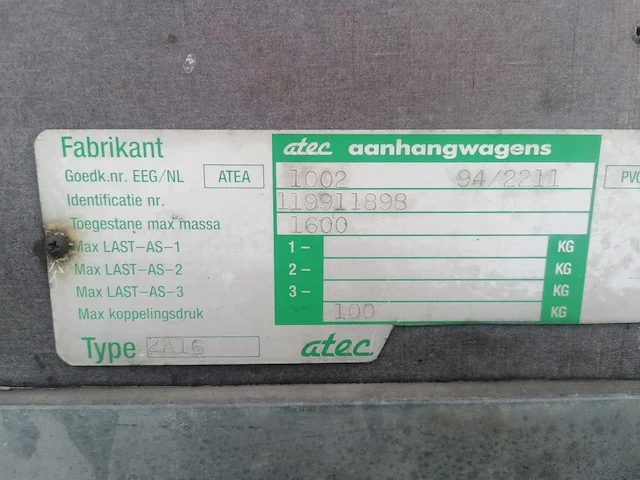 Fabrikant atec aanhangwagens
Goedk.nr. EEG/NL ATEA 1002 94/2211 PVG
Identificatie nr. 119911898
Toegestane max massa 1600
Max LAST-AS-1 1- KG
Max LAST-AS-2 2- KG
Max LAST-AS-3 3- KG
Max koppelingsdruk 100 KG
Type ZA16 atec